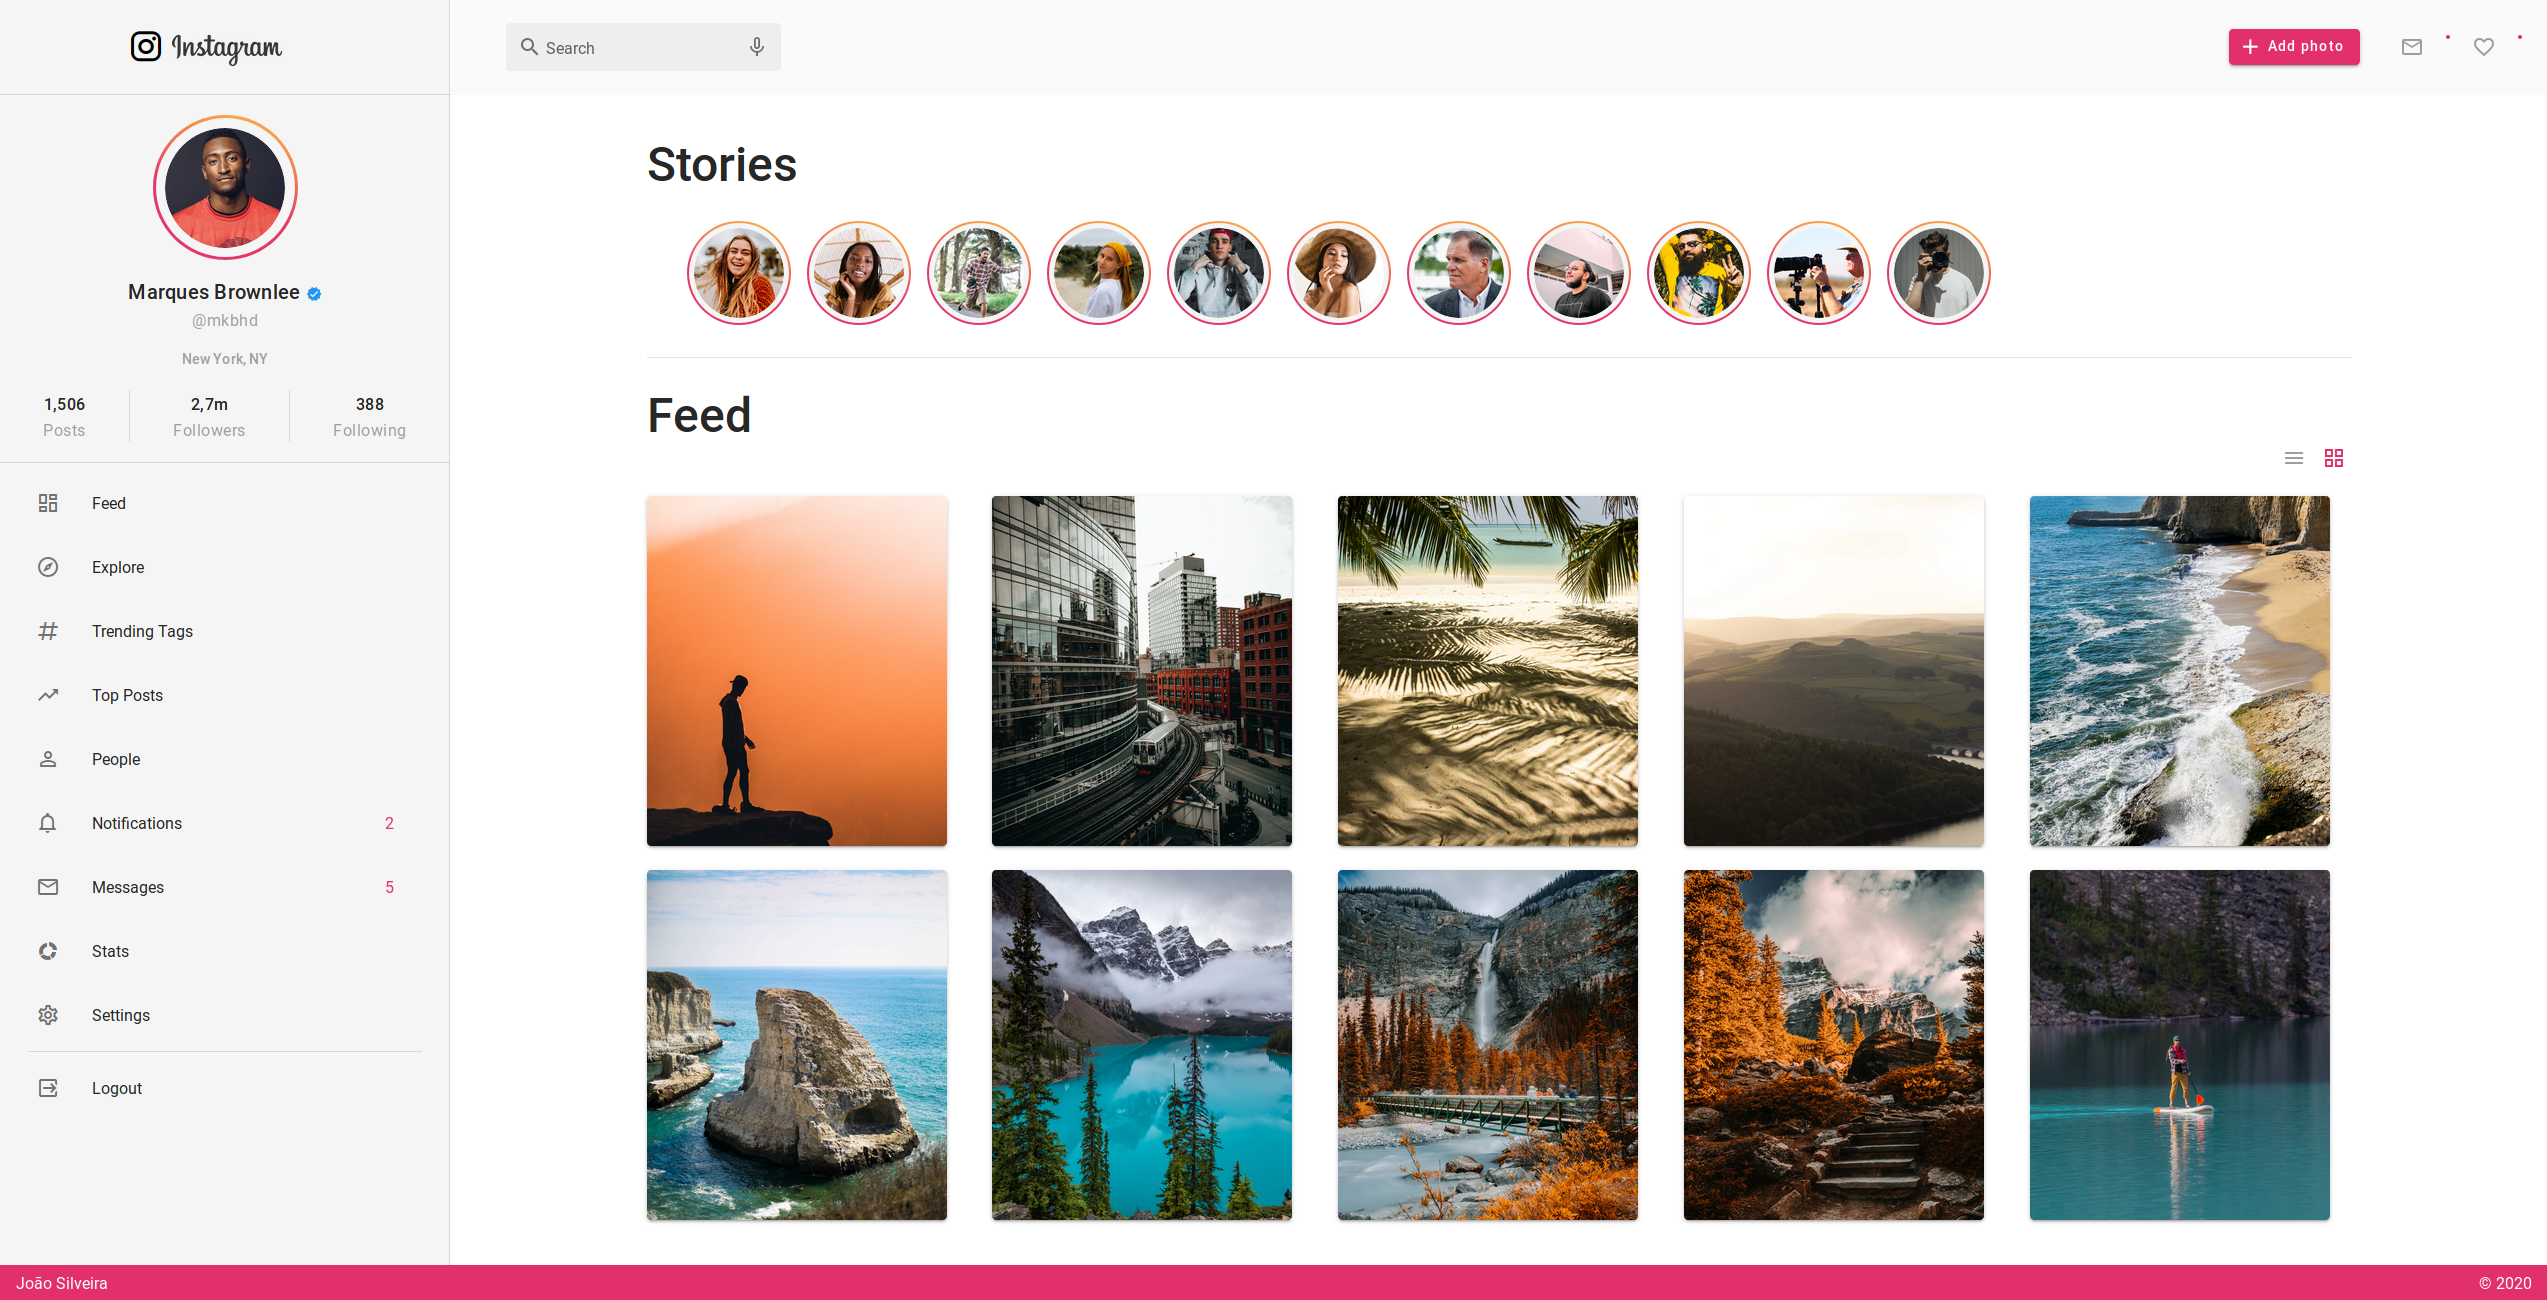 Instagram
Search
Add photo
Marques Brownlee
@mkbhd
New York, NY
1,506
Posts
2,7m
Followers
388
Following
Feed
Explore
Trending Tags
Top Posts
People
Notifications 2
Messages 5
Stats
Settings
Logout
Stories
Feed
João Silveira
© 2020